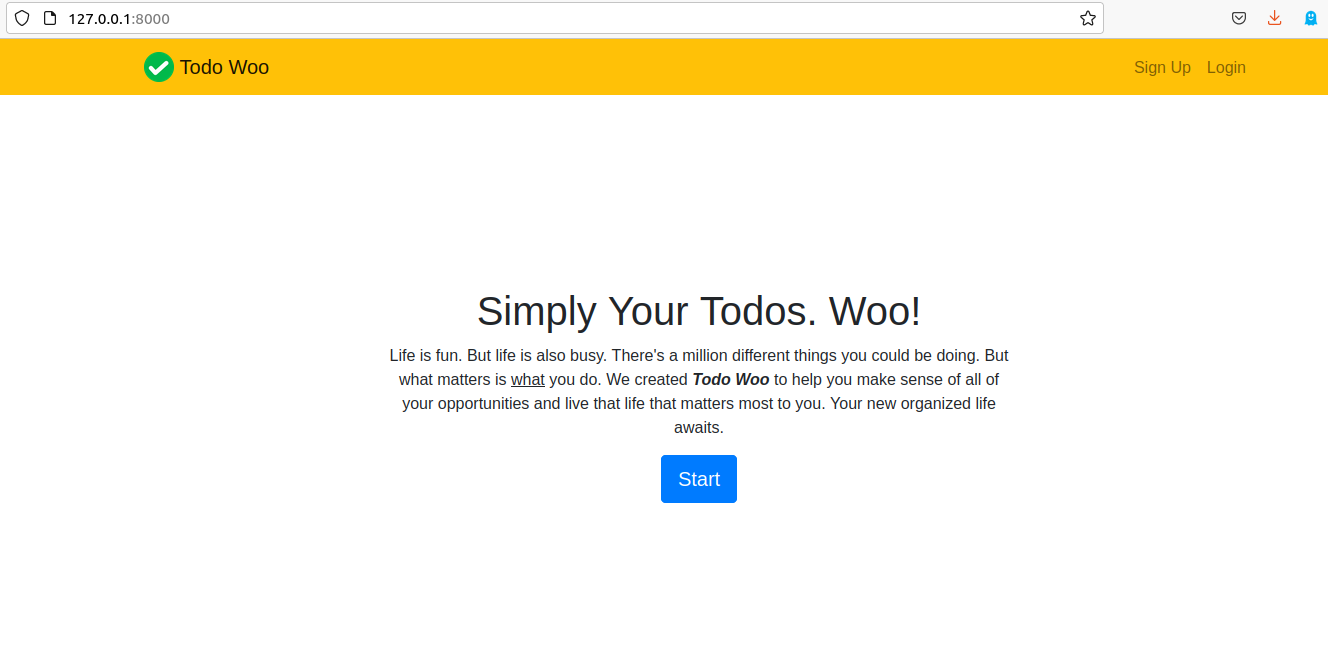 127.0.0.1:8000
Todo Woo
Sign Up Login
Simply Your Todos. Woo!
Life is fun. But life is also busy. There's a million different things you could be doing. But
what matters is what you do. We created Todo Woo to help you make sense of all of
your opportunities and live that life that matters most to you. Your new organized life
awaits.
Start